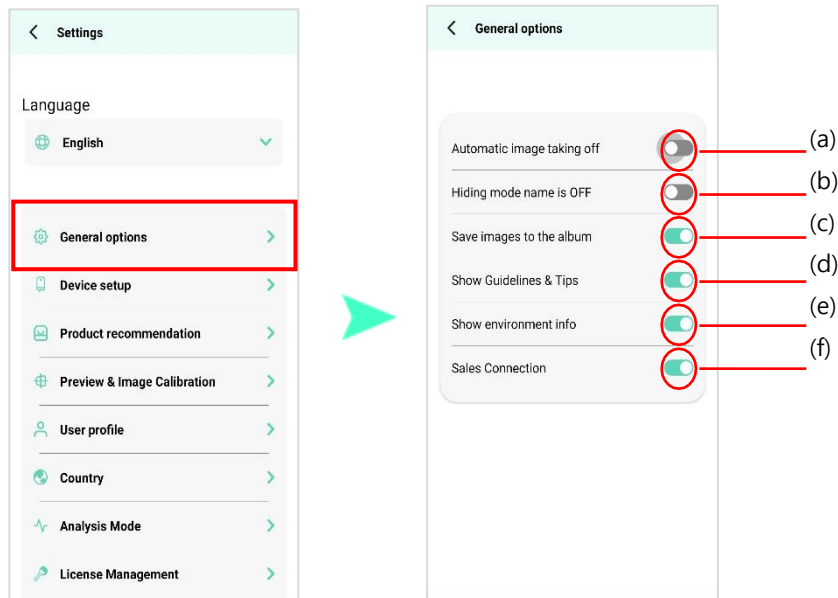 Settings
Language
English
General options
Device setup
Product recommendation
Preview & Image Calibration
User profile
Country
Analysis Mode
License Management
General options
Automatic image taking off
Hiding mode name is OFF
Save images to the album
Show Guidelines & Tips
Show environment info
Sales Connection
(a)
(b)
(c)
(d)
(e)
(f)